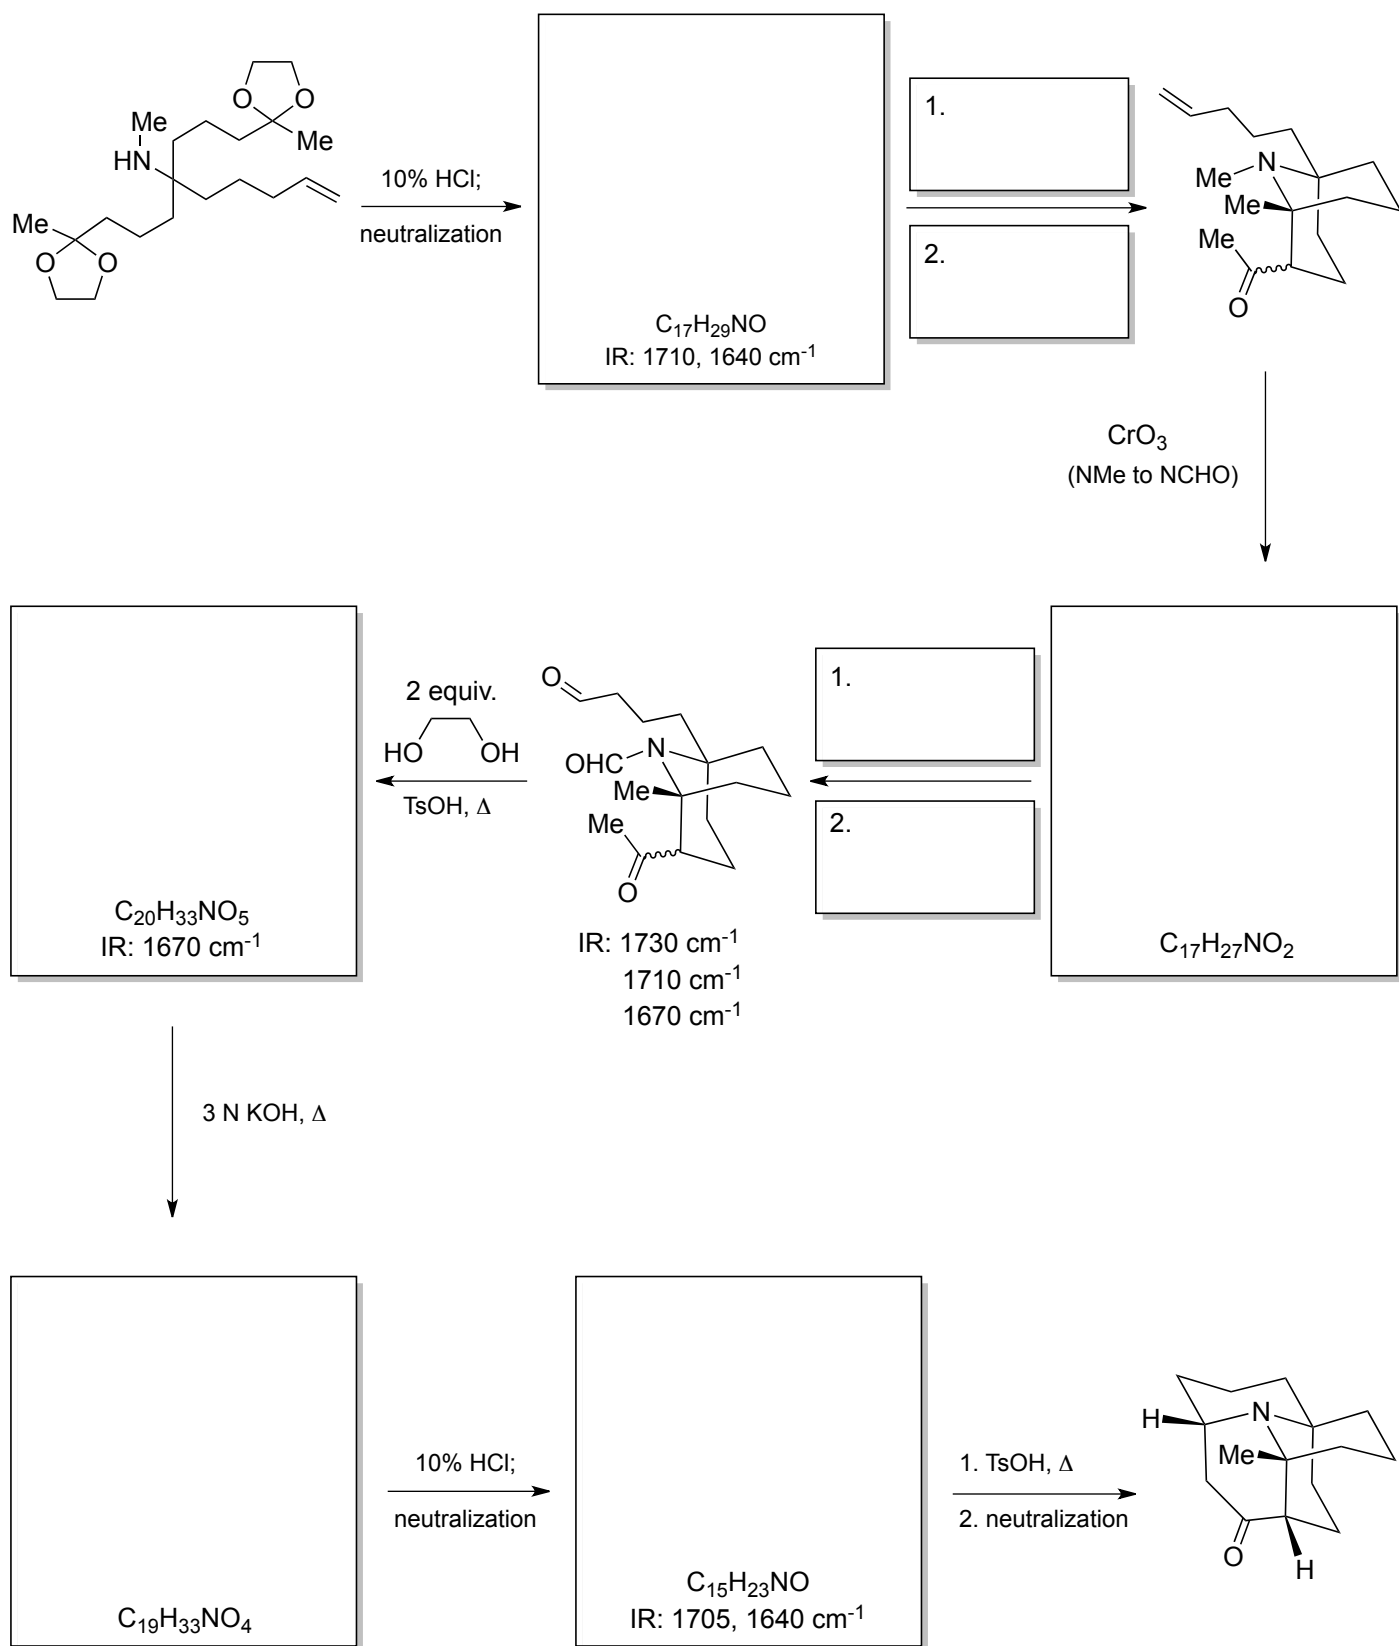 O
O
Me
Me
HN
Me
O
O
10% HCl;
neutralization
C17H29NO
IR: 1710, 1640 cm-1
1.
2.
N
Me
Me
Me
O
CrO3
(NMe to NCHO)
C17H27NO2
1.
2.
O
N
OHC
Me
Me
O
IR: 1730 cm-1
1710 cm-1
1670 cm-1
2 equiv.
HO
OH
TsOH, Δ
C20H33NO5
IR: 1670 cm-1
3 N KOH, Δ
C19H33NO4
10% HCl;
neutralization
C15H23NO
IR: 1705, 1640 cm-1
1. TsOH, Δ
2. neutralization
H
N
Me
O
H